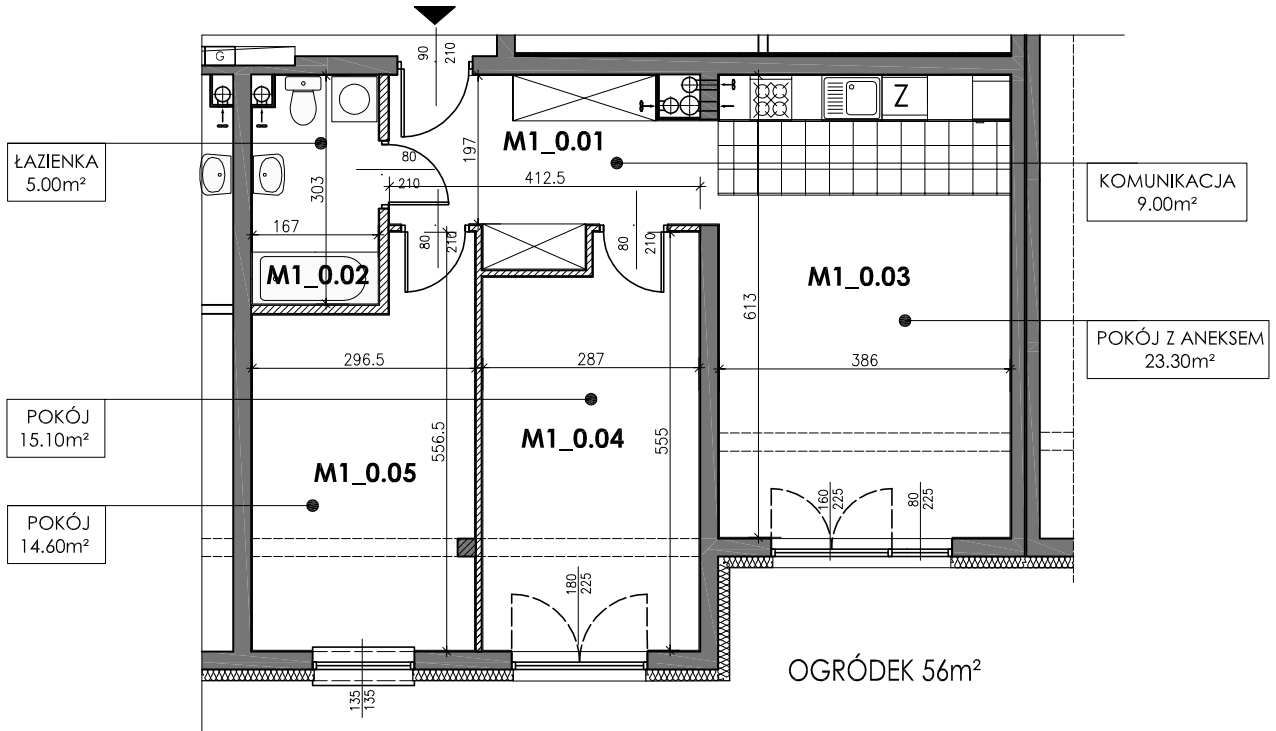 90
210
G
ŁAZIENKA
5.00m²
M1_0.01
Z
KOMUNIKACJA
9.00m²
80
210
197
412.5
303
167
M1_0.02
80
210
80
210
M1_0.03
613
POKÓJ Z ANEKSEM
23.30m²
296.5
287
386
POKÓJ
15.10m²
M1_0.04
556.5
555
M1_0.05
POKÓJ
14.60m²
160
225
80
225
180
225
135
135
OGRÓDEK 56m²